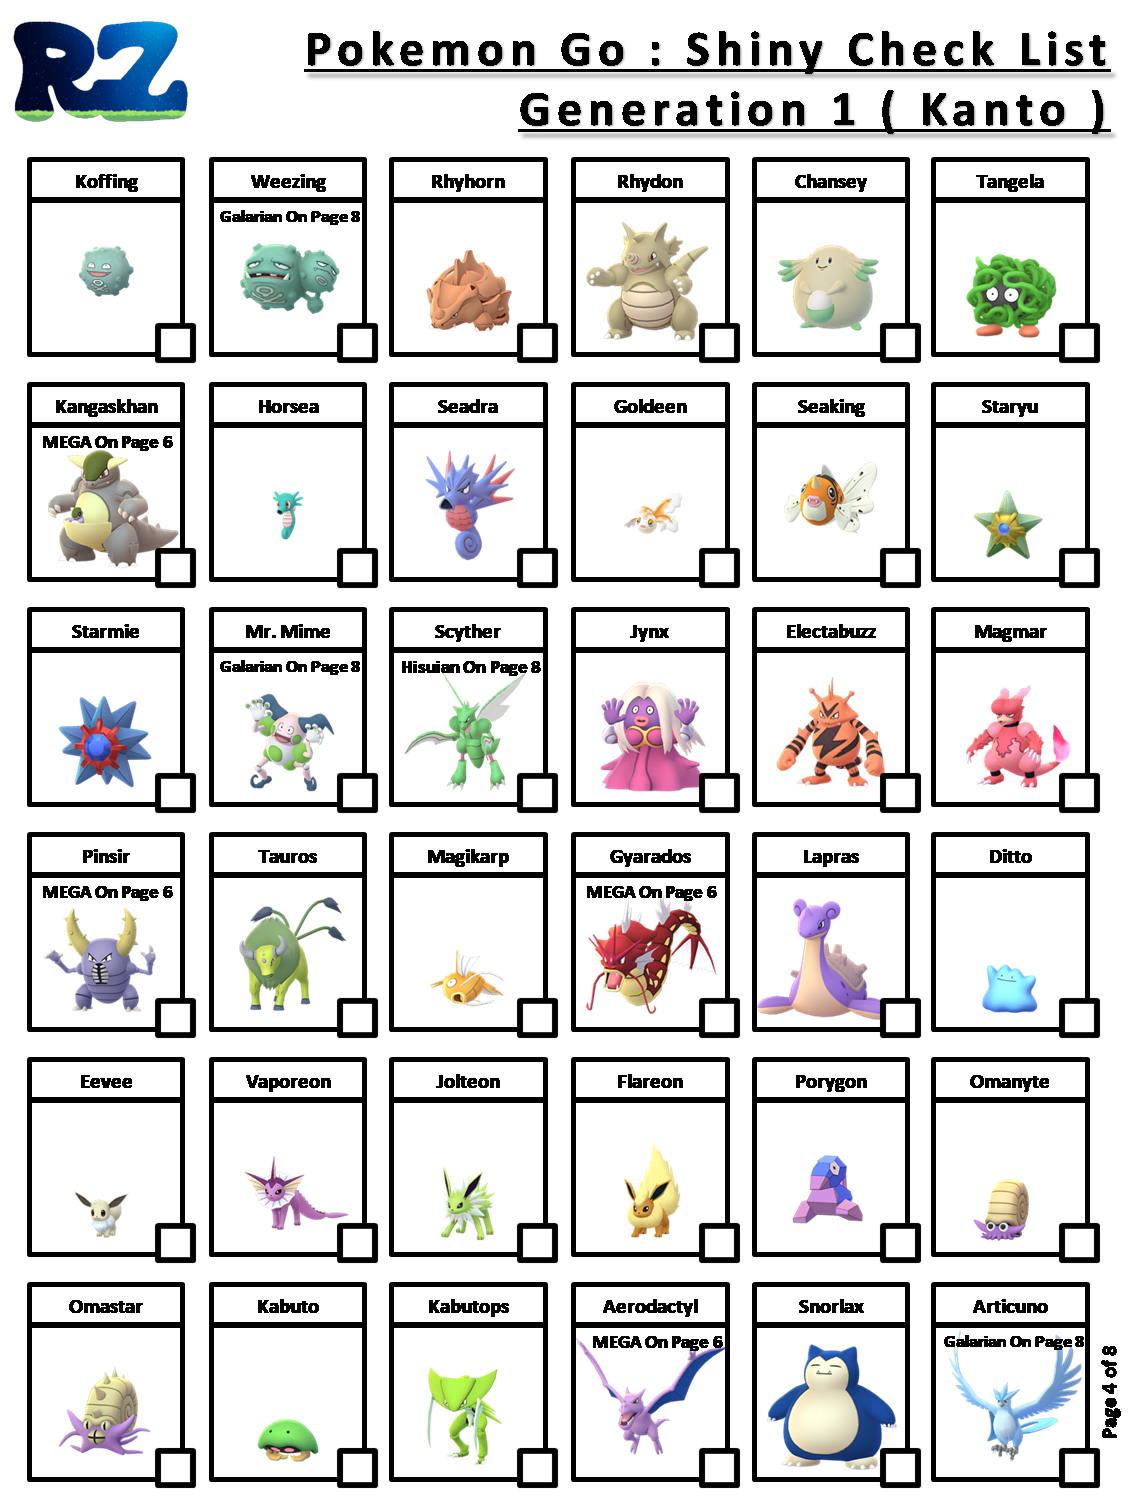 RZ
Pokemon Go : Shiny Check List
Generation 1 ( Kanto )
Koffing
Weezing
Rhyhorn
Rhydon
Chansey
Tangela
Galarian On Page 8
Kangaskhan
Horsea
Seadra
Goldeen
Seaking
Staryu
MEGA On Page 6
Starmie
Mr. Mime
Scyther
Jynx
Electabuzz
Magmar
Galarian On Page 8
Hisuian On Page 8
Pinsir
Tauros
Magikarp
Gyarados
Lapras
Ditto
MEGA On Page 6
MEGA On Page 6
Eevee
Vaporeon
Jolteon
Flareon
Porygon
Omanyte
Omastar
Kabuto
Kabutops
Aerodactyl
Snorlax
Articuno
MEGA On Page 6
Galarian On Page 8
Page 4 of 8